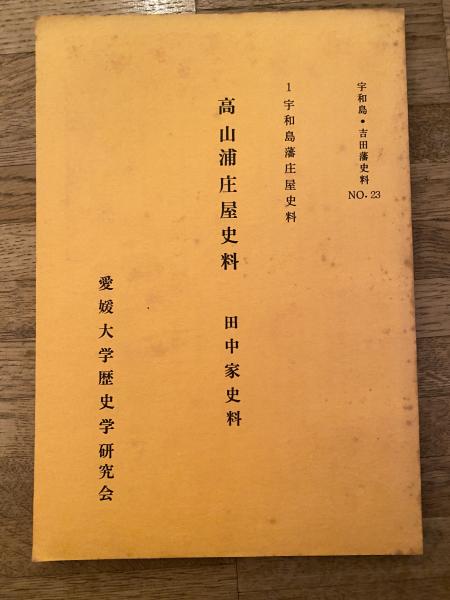 宇和島・吉田藩史料
NO. 23
1 宇和島藩庄屋史料
高山浦庄屋史料 田中家史料
愛媛大学歴史学研究会